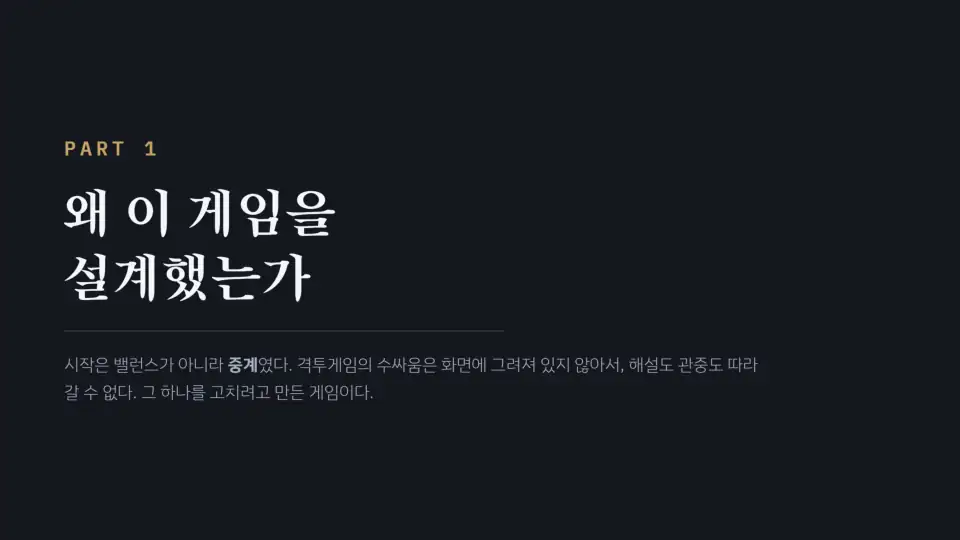 PART 1
왜 이 게임을
설계했는가
시작은 밸런스가 아니라 중계였다. 격투게임의 수싸움은 화면에 그려져 있지 않아서, 해설도 관중도 따라
갈 수 없다. 그 하나를 고치려고 만든 게임이다.